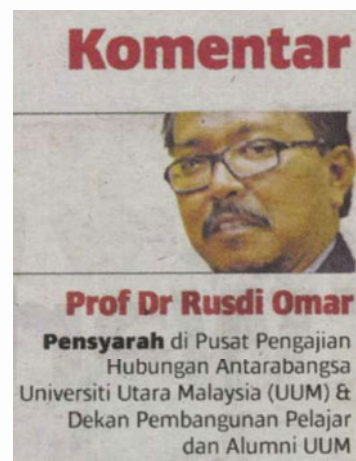 Komentar
Prof Dr Rusdi Omar
Pensyarah di Pusat Pengajian
Hubungan Antarabangsa
Universiti Utara Malaysia (UUM) &
Dekan Pembangunan Pelajar
dan Alumni UUM